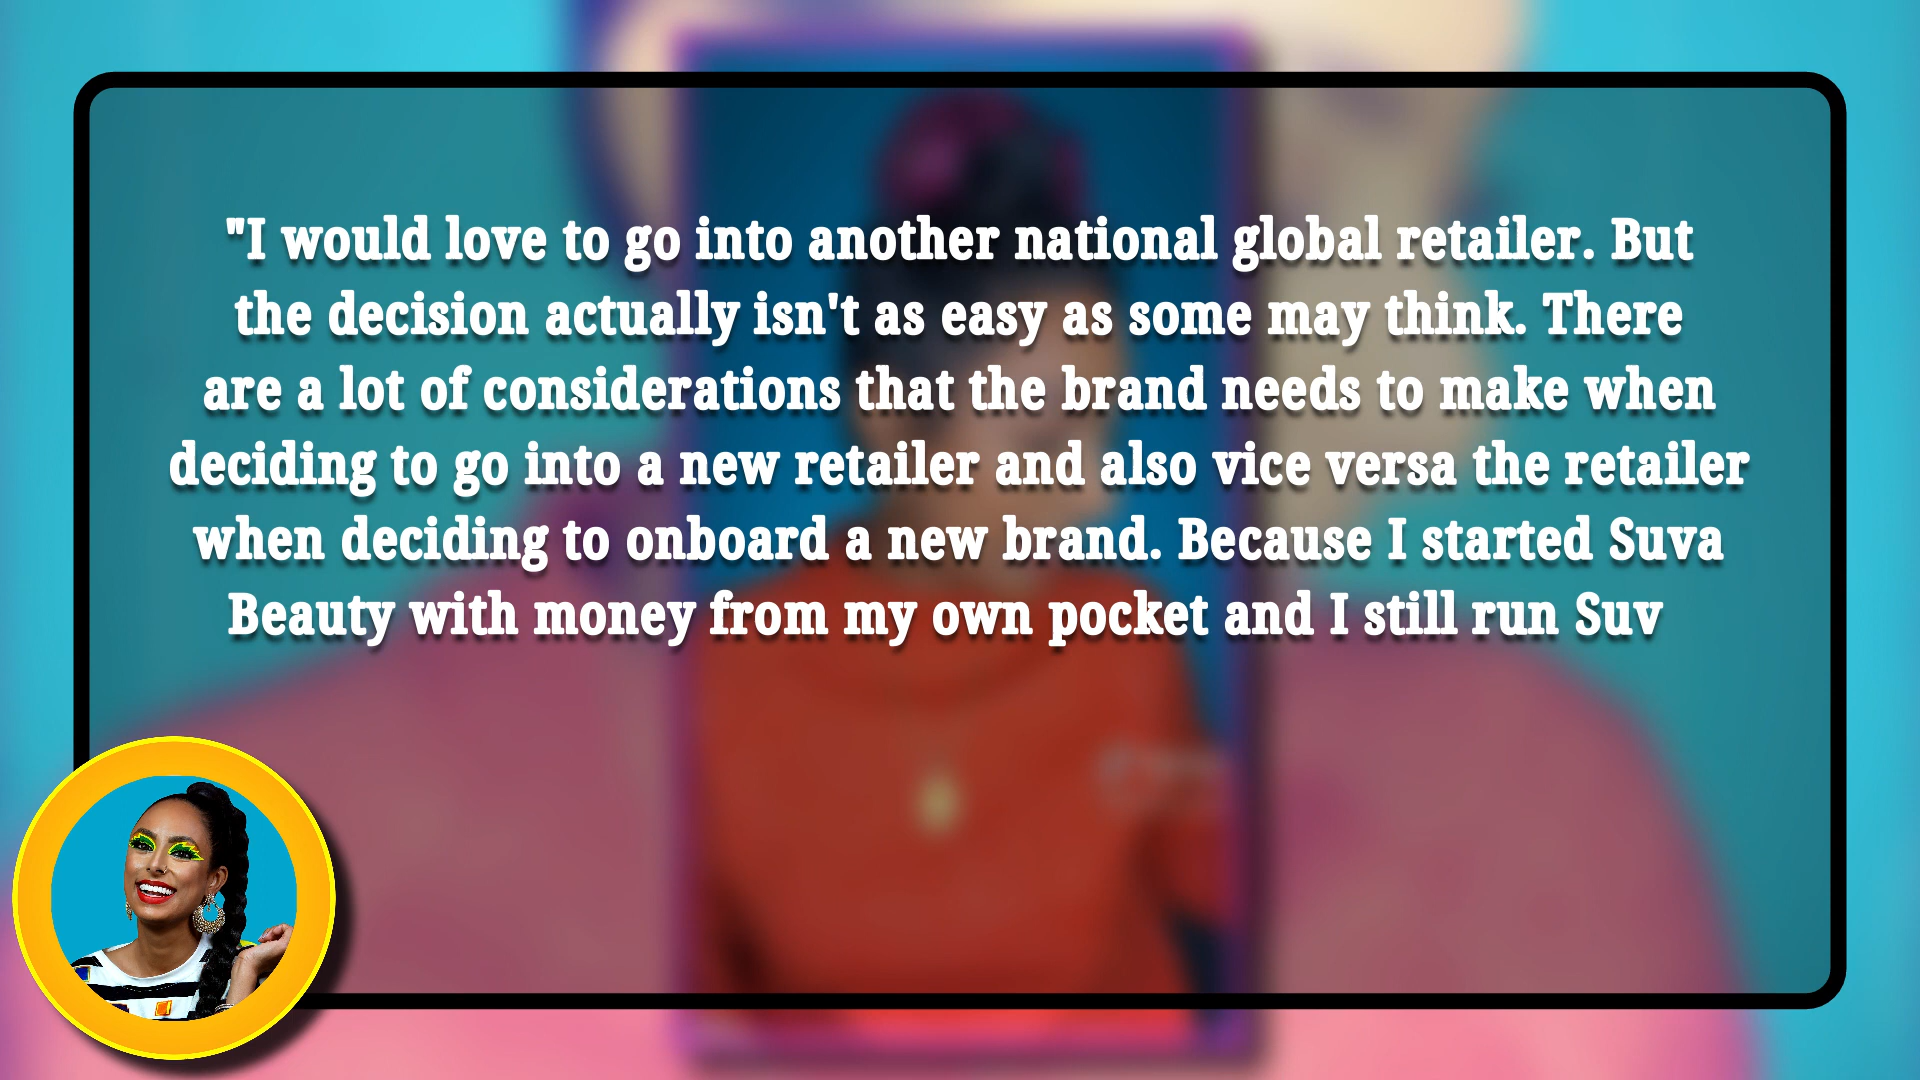 "I would love to go into another national global retailer. But
the decision actually isn't as easy as some may think. There
are a lot of considerations that the brand needs to make when
deciding to go into a new retailer and also vice versa the retailer
when deciding to onboard a new brand. Because I started Suva
Beauty with money from my own pocket and I still run Suv